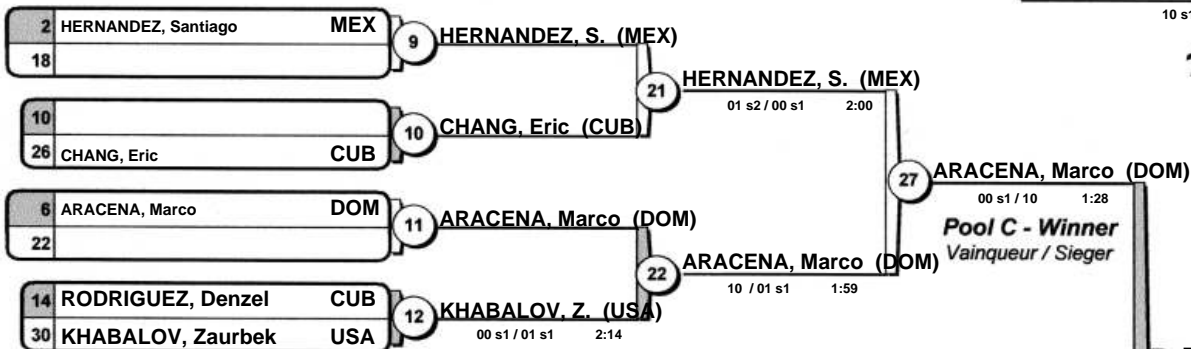 10 s1
2 HERNANDEZ, Santiago MEX
18
9 HERNANDEZ, S. (MEX)
21 HERNANDEZ, S. (MEX)
01 s2 / 00 s1 2:00
10
26 CHANG, Eric CUB
10 CHANG, Eric (CUB)
27 ARACENA, Marco (DOM)
00 s1 / 10 1:28
Pool C - Winner
Vainqueur / Sieger
6 ARACENA, Marco DOM
22
11 ARACENA, Marco (DOM)
22 ARACENA, Marco (DOM)
10 / 01 s1 1:59
14 RODRIGUEZ, Denzel CUB
30 KHABALOV, Zaurbek USA
12 KHABALOV, Z. (USA)
00 s1 / 01 s1 2:14